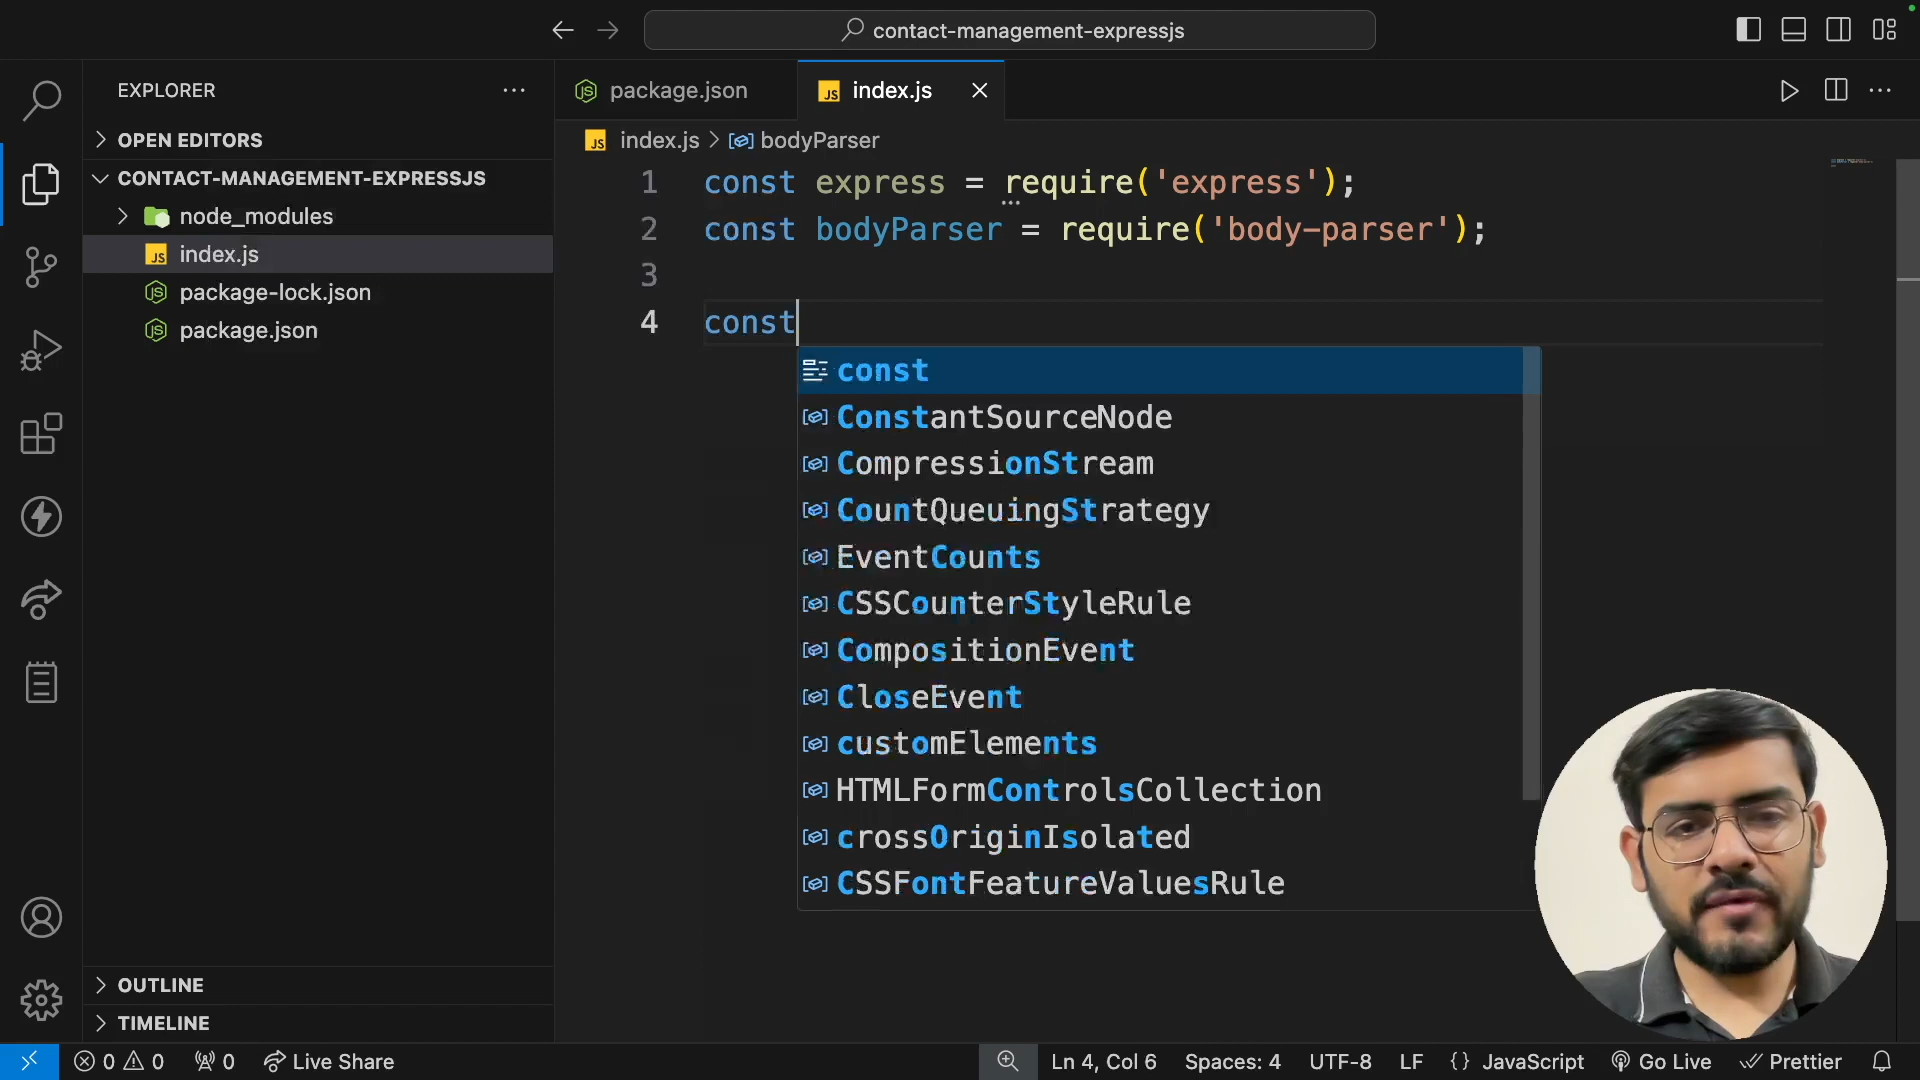 contact-management-expressjs
EXPLORER
OPEN EDITORS
CONTACT-MANAGEMENT-EXPRESSJS
node_modules
JS index.js
package-lock.json
package.json
OUTLINE
TIMELINE
package.json
JS index.js
JS index.js > bodyParser
1 const express = require('express');
2 const bodyParser = require('body-parser');
3
4 const
const
ConstantSourceNode
CompressionStream
CountQueuingStrategy
EventCounts
CSSCounterStyleRule
CompositionEvent
CloseEvent
customElements
HTMLFormControlsCollection
crossOriginIsolated
CSSFontFeatureValuesRule
0 0 0 Live Share Ln 4, Col 6 Spaces: 4 UTF-8 LF {} JavaScript Go Live Prettier